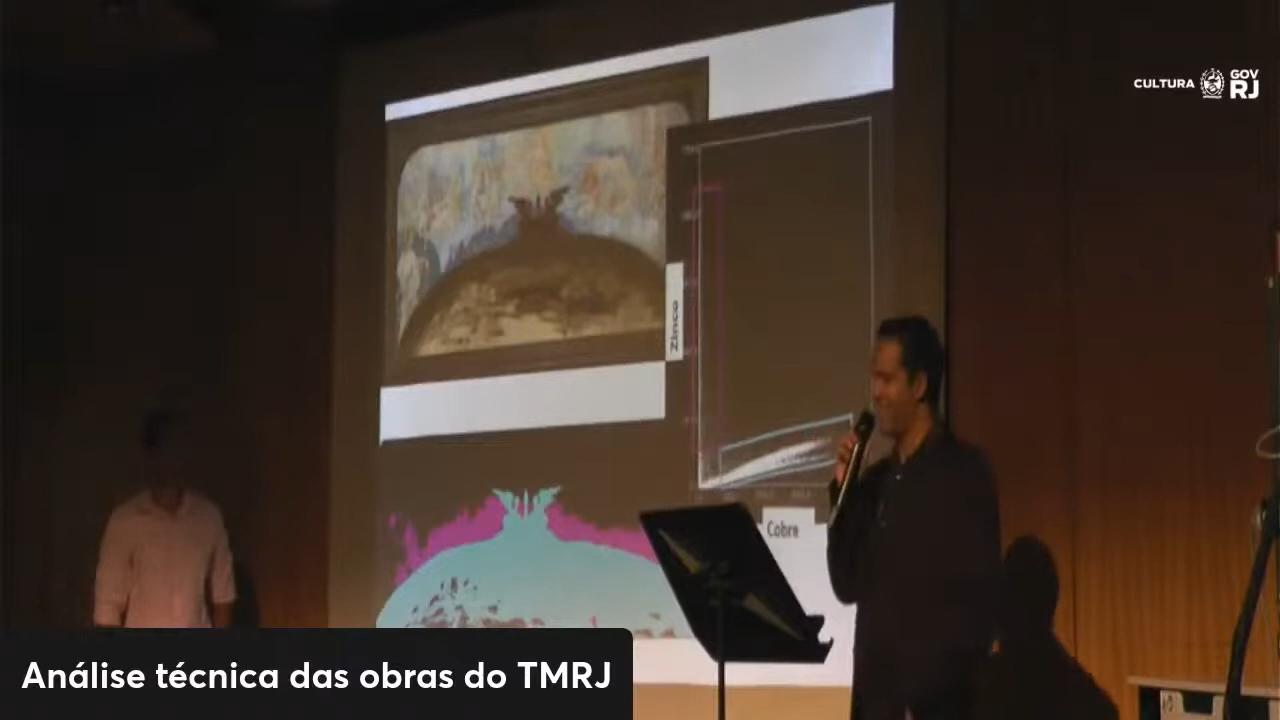 CULTURA
GOV
RJ
Zinco
Cobre
Análise técnica das obras do TMRJ